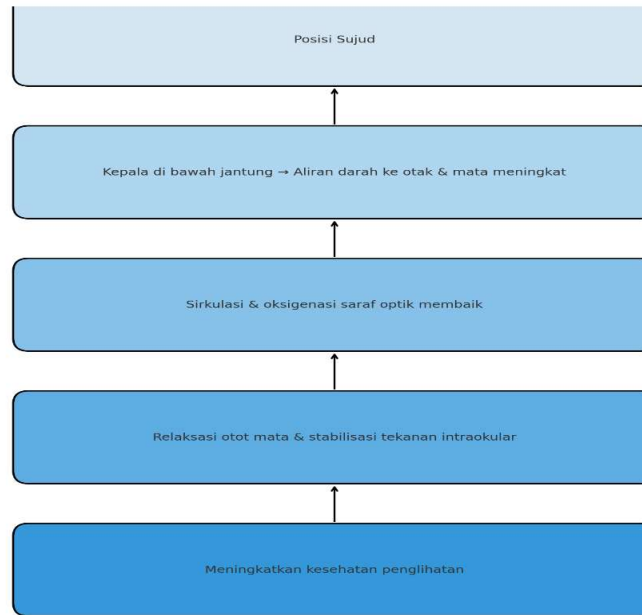 Posisi Sujud
Kepala di bawah jantung → Aliran darah ke otak & mata meningkat
Sirkulasi & oksigenasi saraf optik membaik
Relaksasi otot mata & stabilisasi tekanan intraokular
Meningkatkan kesehatan penglihatan